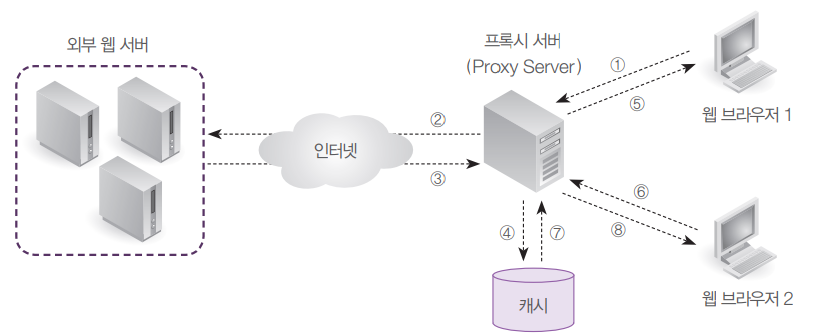 외부 웹 서버
프록시 서버
(Proxy Server)
①
⑤
웹 브라우저 1
②
인터넷
③
⑥
⑧
④
⑦
웹 브라우저 2
캐시